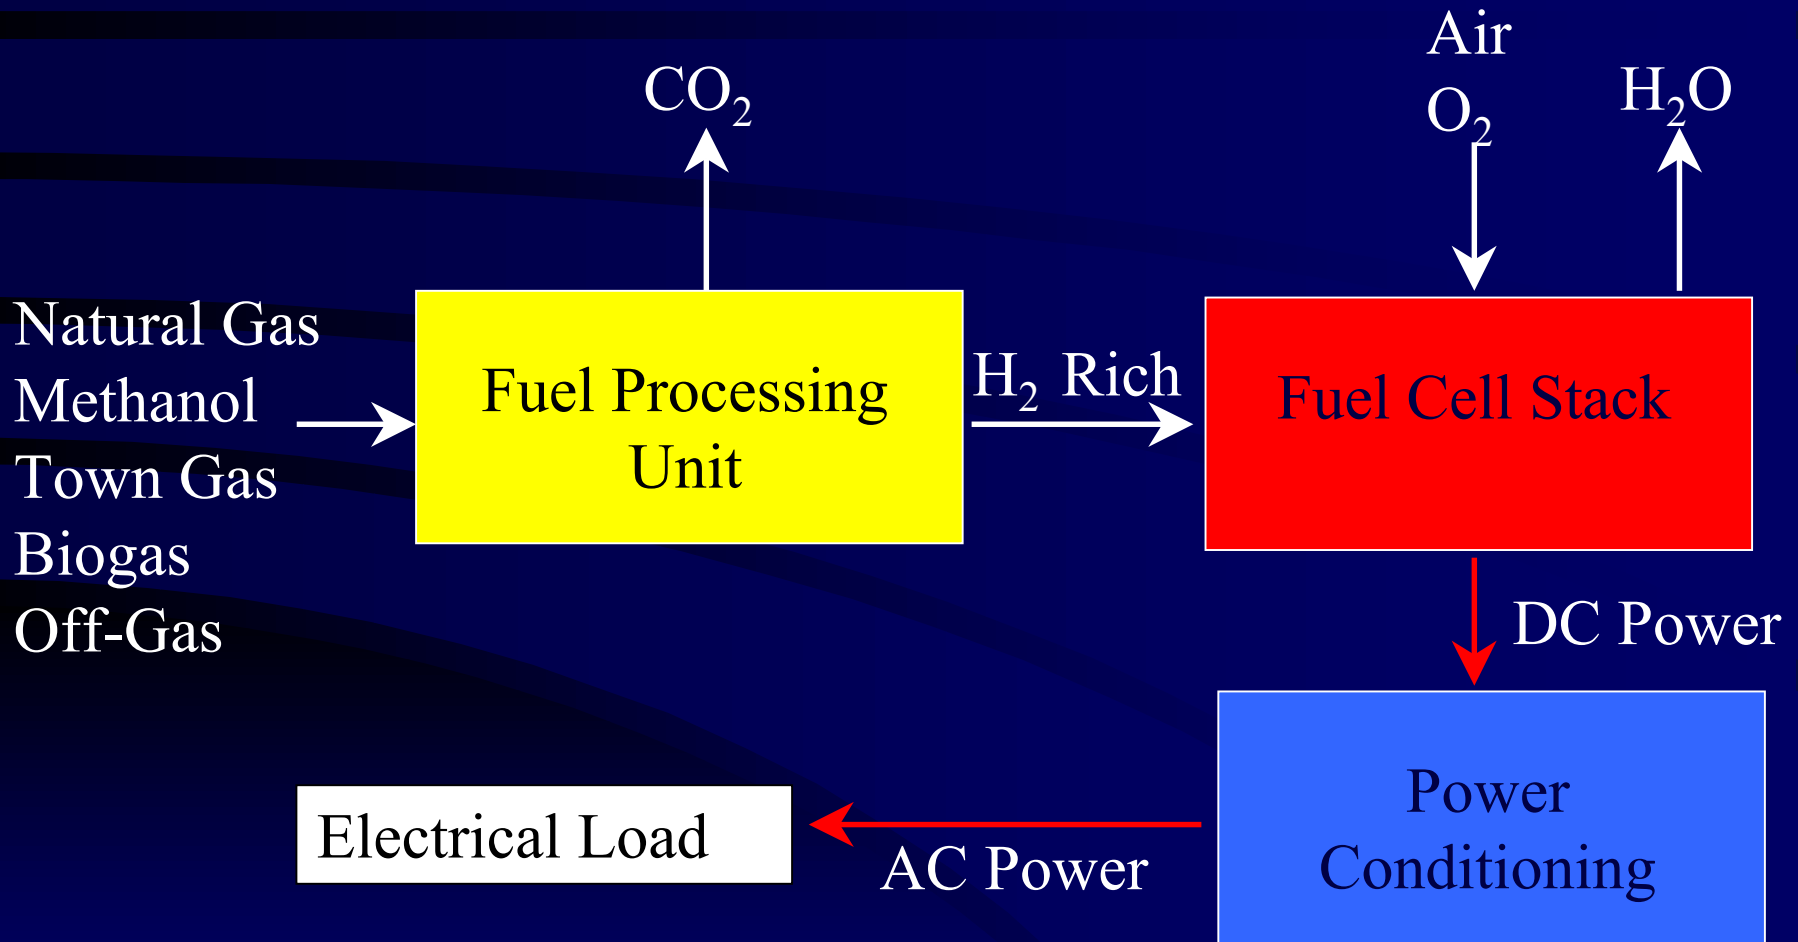 Air
CO₂
O₂
H₂O
Natural Gas
Methanol
Town Gas
Biogas
Off-Gas
Fuel Processing
Unit
H₂ Rich
Fuel Cell Stack
DC Power
Power
Conditioning
AC Power
Electrical Load